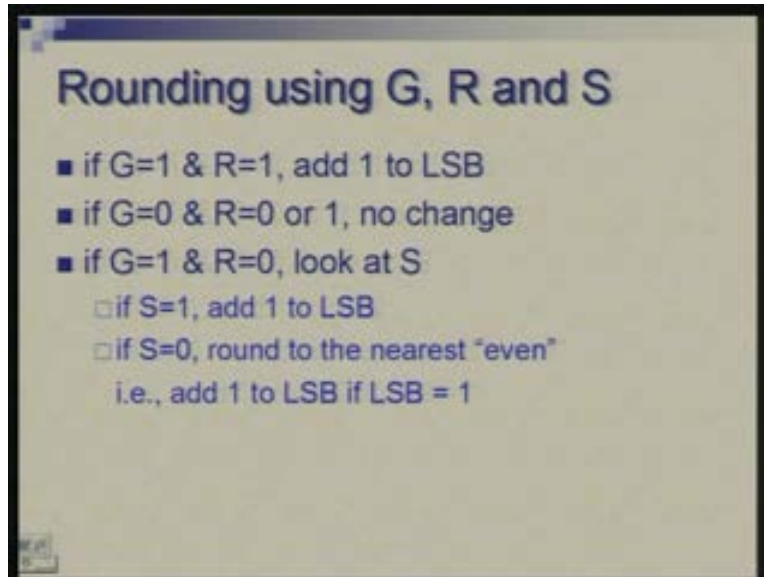 Rounding using G, R and S
if G=1 & R=1, add 1 to LSB
if G=0 & R=0 or 1, no change
if G=1 & R=0, look at S
if S=1, add 1 to LSB
if S=0, round to the nearest “even”
i.e., add 1 to LSB if LSB = 1